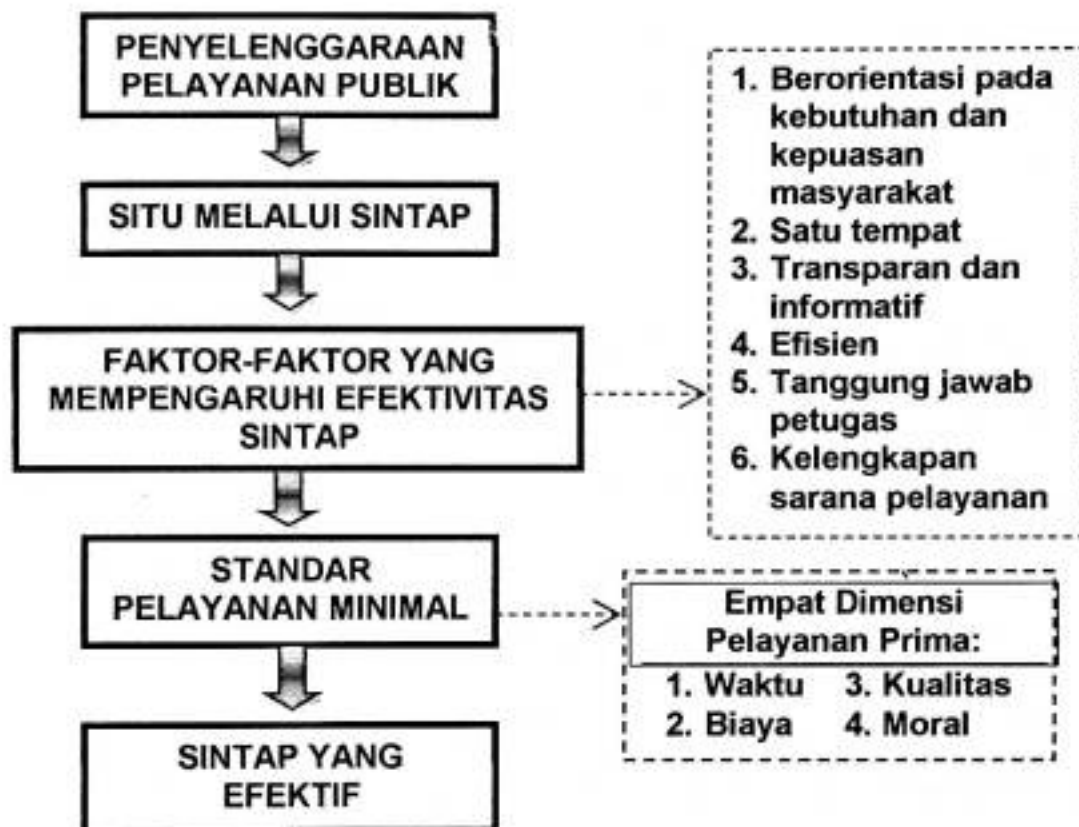 PENYELENGGARAAN
PELAYANAN PUBLIK
SITU MELALUI SINTAP
FAKTOR-FAKTOR YANG
MEMPENGARUHI EFEKTIVITAS
SINTAP
1. Berorientasi pada
kebutuhan dan
kepuasan
masyarakat
2. Satu tempat
3. Transparan dan
informatif
4. Efisien
5. Tanggung jawab
petugas
6. Kelengkapan
sarana pelayanan
STANDAR
PELAYANAN MINIMAL
Empat Dimensi
Pelayanan Prima:
1. Waktu 3. Kualitas
2. Biaya 4. Moral
SINTAP YANG
EFEKTIF